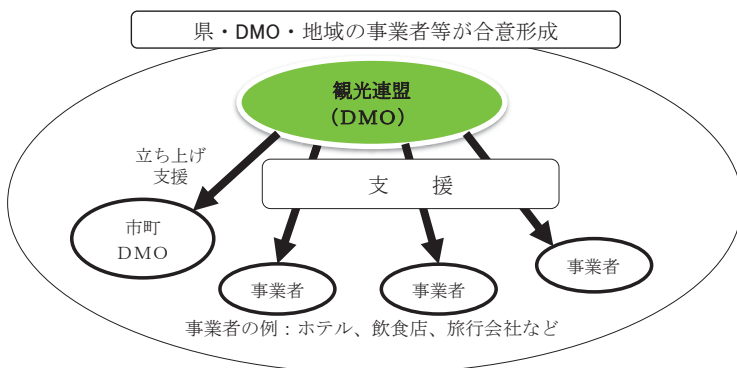 県・DMO・地域の事業者等が合意形成
観光連盟
（DMO）
立ち上げ
支援
支　援
市町
DMO
事業者
事業者
事業者
事業者の例：ホテル、飲食店、旅行会社など